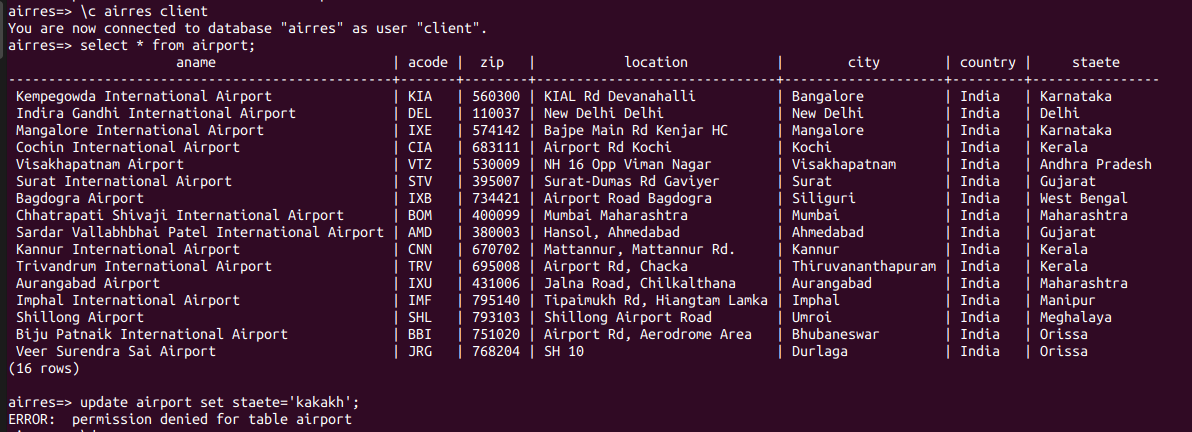 airres=> \c airres client
You are now connected to database "airres" as user "client".
airres=> select * from airport;
aname | acode | zip | location | city | country | staete
Kempegowda International Airport | KIA | 560300 | KIAL Rd Devanahalli | Bangalore | India | Karnataka
Indira Gandhi International Airport | DEL | 110037 | New Delhi Delhi | New Delhi | India | Delhi
Mangalore International Airport | IXE | 574142 | Bajpe Main Rd Kenjar HC | Mangalore | India | Karnataka
Cochin International Airport | CIA | 683111 | Airport Rd Kochi | Kochi | India | Kerala
Visakhapatnam Airport | VTZ | 530009 | NH 16 Opp Viman Nagar | Visakhapatnam | India | Andhra Pradesh
Surat International Airport | STV | 395007 | Surat-Dumas Rd Gaviyer | Surat | India | Gujarat
Bagdogra Airport | IXB | 734421 | Airport Road Bagdogra | Siliguri | India | West Bengal
Chhatrapati Shivaji International Airport | BOM | 400099 | Mumbai Maharashtra | Mumbai | India | Maharashtra
Sardar Vallabhbhai Patel International Airport | AMD | 380003 | Hansol, Ahmedabad | Ahmedabad | India | Gujarat
Kannur International Airport | CNN | 670702 | Mattannur, Mattannur Rd. | Kannur | India | Kerala
Trivandrum International Airport | TRV | 695008 | Airport Rd, Chacka | Thiruvananthapuram | India | Kerala
Aurangabad Airport | IXU | 431006 | Jalna Road, Chilkalthana | Aurangabad | India | Maharashtra
Imphal International Airport | IMF | 795140 | Tipaimukh Rd, Hiangtam Lamka | Imphal | India | Manipur
Shillong Airport | SHL | 793103 | Shillong Airport Road | Umroi | India | Meghalaya
Biju Patnaik International Airport | BBI | 751020 | Airport Rd, Aerodrome Area | Bhubaneswar | India | Orissa
Veer Surendra Sai Airport | JRG | 768204 | SH 10 | Durlaga | India | Orissa
(16 rows)
airres=> update airport set staete='kakakh';
ERROR:  permission denied for table airport